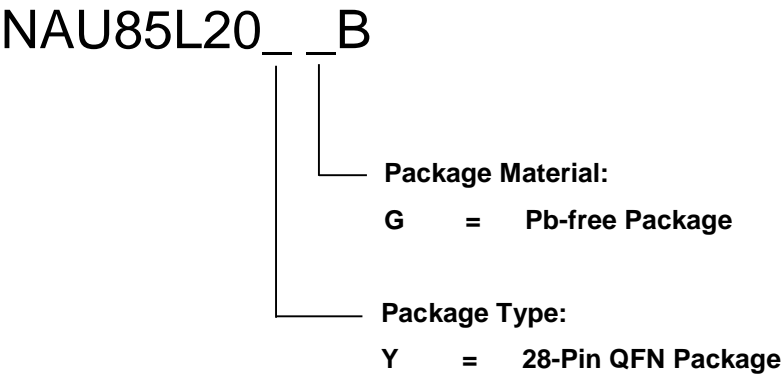 NAU85L20_ _B
Package Material:
G = Pb-free Package
Package Type:
Y = 28-Pin QFN Package